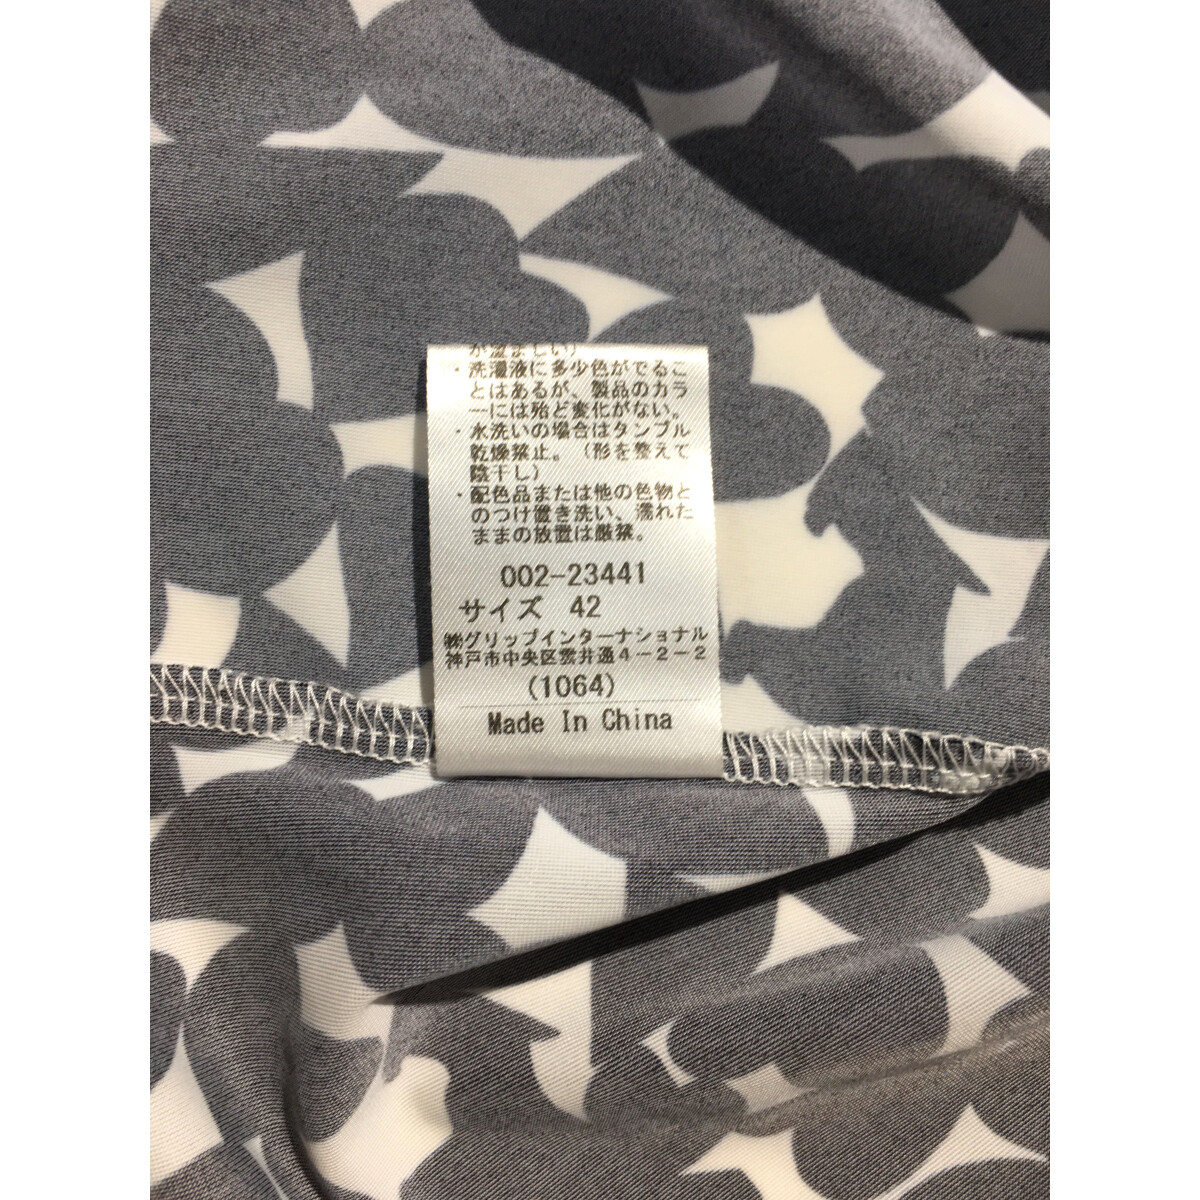 が望ましい)
・洗濯液に多少色がでるこ
とはあるが、製品のカラ
ーには殆ど変化がない。
・水洗いの場合はタンブル
乾燥禁止。(形を整えて
陰干し)
・配色品または他の色物と
のつけ置き洗い、濡れた
ままの放置は厳禁。
002-23441
サイズ 42
㈱グリップインターナショナル
神戸市中央区雲井通4-2-2
(1064)
Made In China